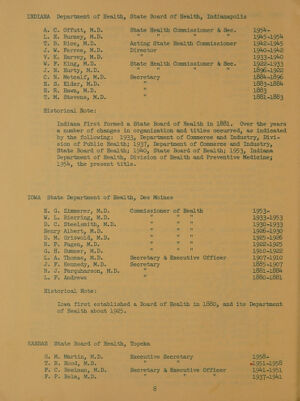 INDIANA Department of Health, State Board of Health, Indianapolis
A. C. Offutt, M.D. State Health Commissioner & Sec. 1954-
L. E. Burney, M.D. " " " " 1945-1954
T. B. Rice, M.D. Acting State Health Commissioner 1942-1945
J. W. Ferree, M.D. Director 1940-1942
V. K. Harvey, M.D. " 1933-1940
W. F. King, M.D. State Health Commissioner & Sec. 1922-1933
J. N. Hurty, M.D. " " " " 1896-1922
C. N. Metcalf, M.D. Secretary 1884-1896
E. S. Elder, M.D. " 1883-1884
E. R. Hawn, M.D. " 1883
T. M. Stevens, M.D. " 1881-1883
Historical Note:
Indiana first formed a State Board of Health in 1881. Over the years
a number of changes in organization and titles occurred, as indicated
by the following: 1933, Department of Commerce and Industry, Divi-
sion of Public Health; 1937, Department of Commerce and Industry,
State Board of Health; 1940, State Board of Health; 1953, Indiana
Department of Health, Division of Health and Preventive Medicine;
1954, the present title.
IOWA State Department of Health, Des Moines
E. G. Zimmerer, M.D. Commissioner of Health 1953-
W. L. Bierring, M.D. " " " 1933-1953
D. C. Steelsmith, M.D. " " " 1930-1933
Henry Albert, M.D. " " " 1926-1930
D. M. Griswold, M.D. " " " 1925-1926
R. P. Fagen, M.D. " " " 1922-1925
G. H. Sumner, M.D. " " " 1910-1922
L. A. Thomas, M.D. Secretary & Executive Officer 1907-1910
J. F. Kennedy, M.D. Secretary 1885-1907
R. J. Farquharson, M.D. " 1881-1884
L. F. Andrews " 1880-1881
Historical Note:
Iowa first established a Board of Health in 1880, and its Department
of Health about 1925.
KANSAS State Board of Health, Topeka
G. M. Martin, M.D. Executive Secretary 1958-
T. R. Hood, M.D. " " 1951-1958
F. C. Beelman, M.D. Secretary & Executive Officer 1941-1951
F. P. Helm, M.D. " " " " 1937-1941
8